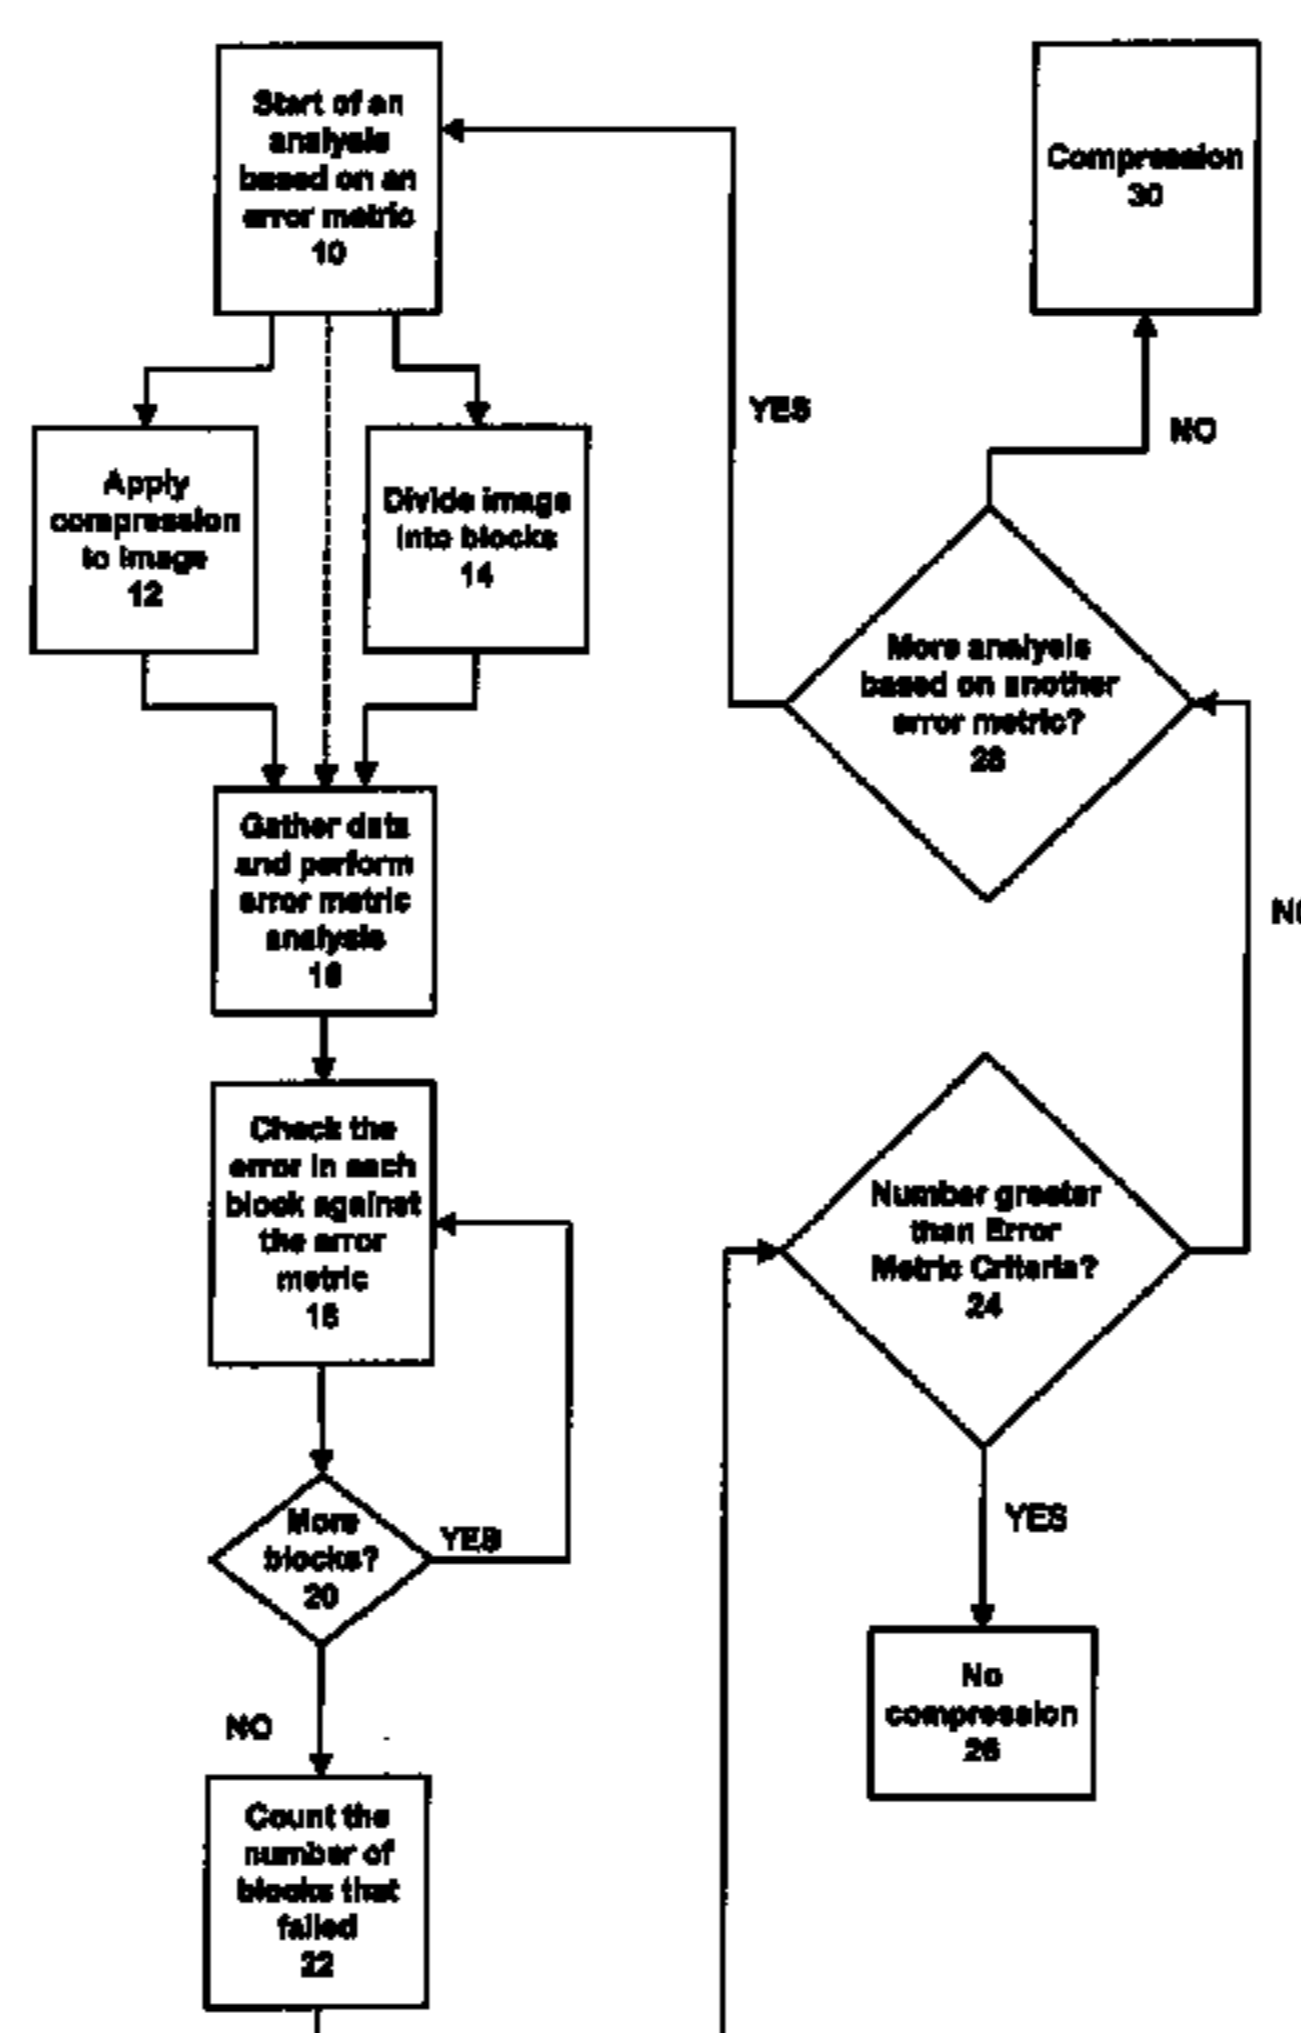 Start of an
analysis
based on an
error metric
10
Apply
compression
to image
12
Divide image
into blocks
14
Gather data
and perform
error metric
analysis
16
Check the
error in each
block against
the error
metric
18
More
blocks?
20
YES
NO
Count the
number of
blocks that
failed
22
Compression
30
YES
NO
More analysis
based on another
error metric?
28
Number greater
than Error
Metric Criteria?
24
YES
No
compression
26